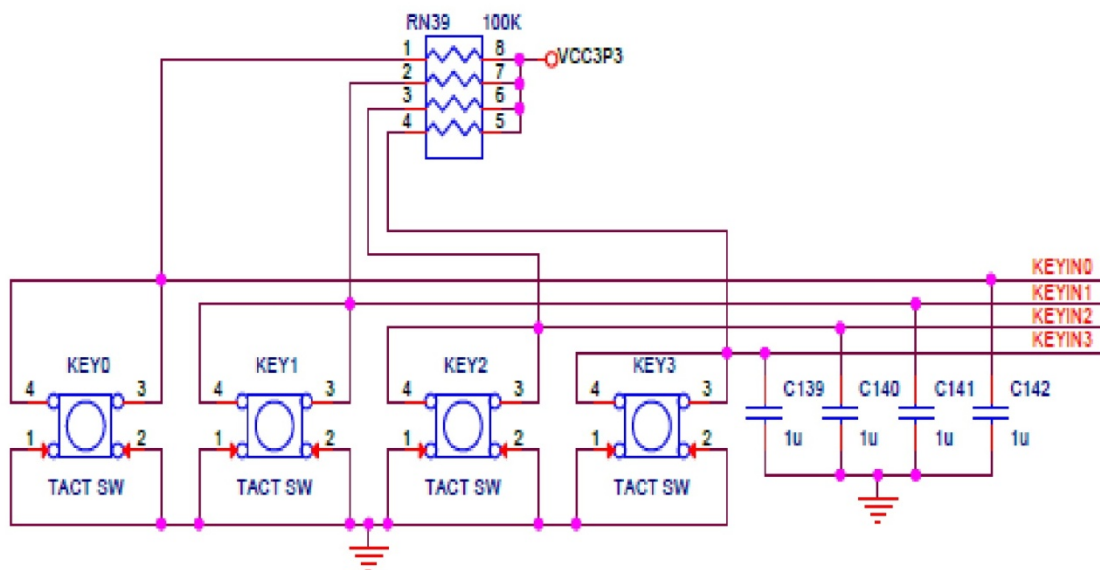 RN39 100K
1 8 VCC3P3
2 7
3 6
4 5
KEYIN0
KEYIN1
KEYIN2
KEYIN3
KEY0 KEY1 KEY2 KEY3
4 3 4 3 4 3 4 3 C139 C140 C141 C142
1 2 1 2 1 2 1 2 1u 1u 1u 1u
TACT SW TACT SW TACT SW TACT SW